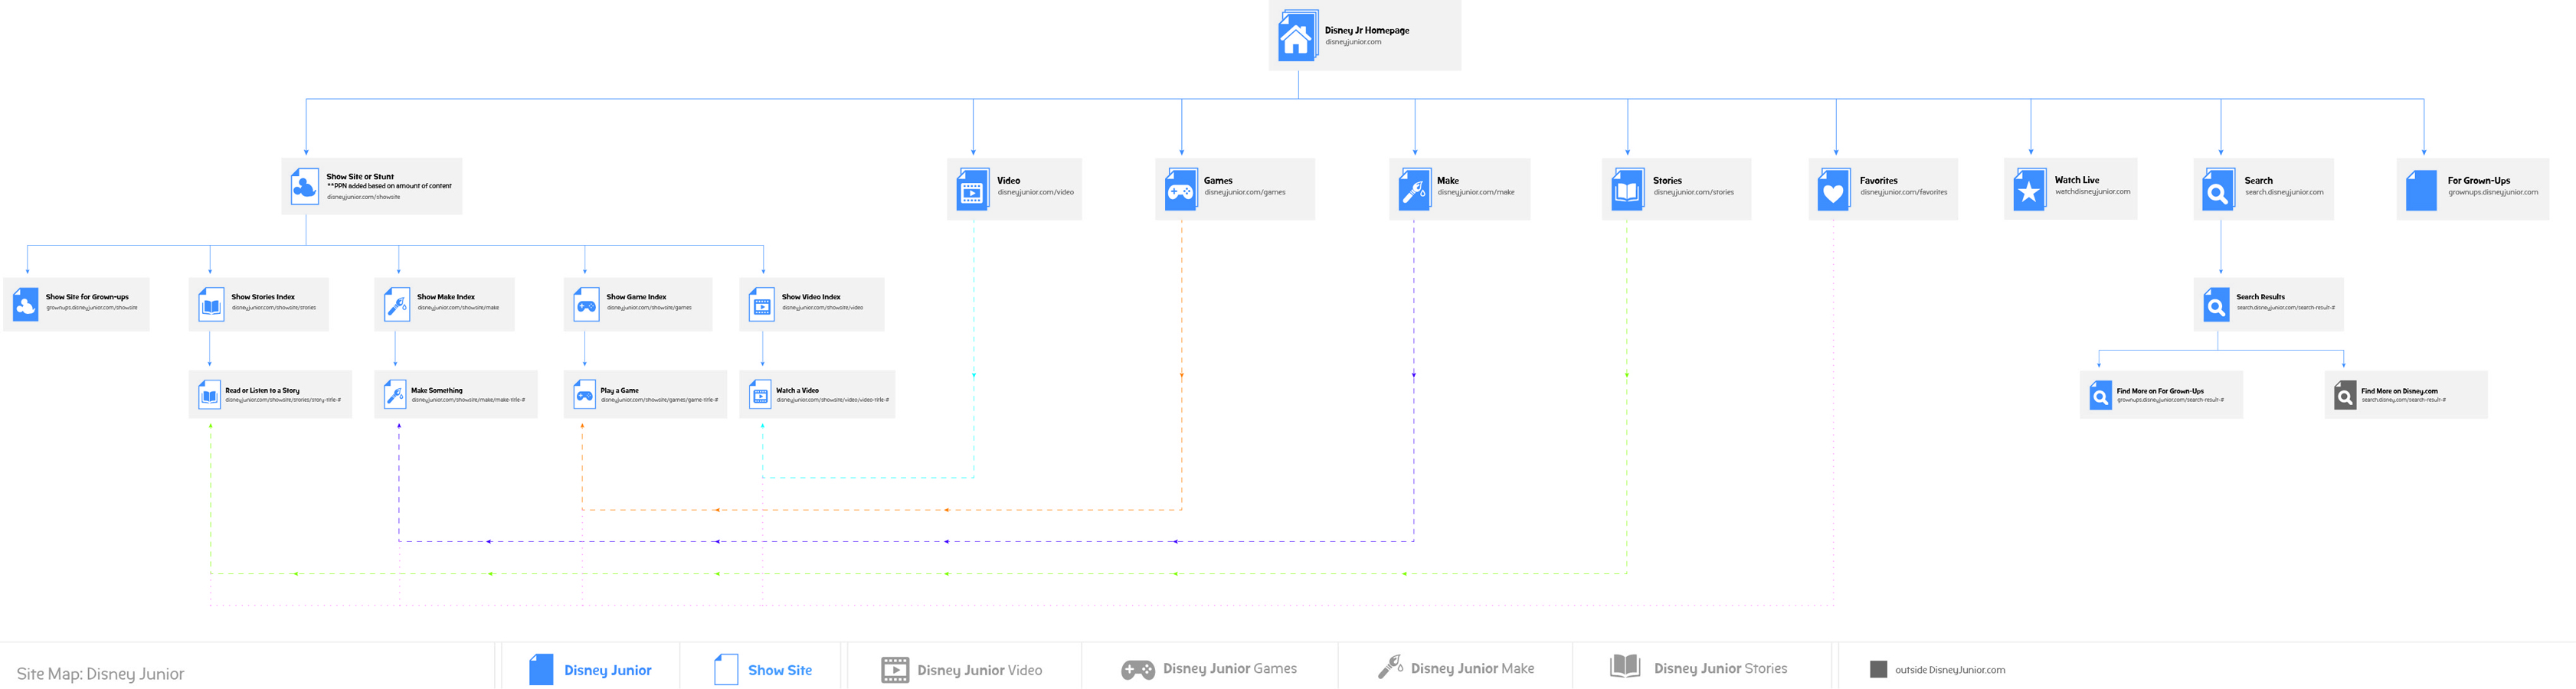 Disney Jr Homepage
disneyjunior.com
Show Site or Stunt
**PPN added based on amount of content
disneyjunior.com/showsite
Video
disneyjunior.com/video
Games
disneyjunior.com/games
Make
disneyjunior.com/make
Stories
disneyjunior.com/stories
Favorites
disneyjunior.com/favorites
Watch Live
watchdisneyjunior.com
Search
search.disneyjunior.com
For Grown-Ups
grownups.disneyjunior.com
Show Site for Grown-ups
grownups.disneyjunior.com/showsite
Show Stories Index
disneyjunior.com/showsite/stories
Show Make Index
disneyjunior.com/showsite/make
Show Game Index
disneyjunior.com/showsite/games
Show Video Index
disneyjunior.com/showsite/video
Search Results
search.disneyjunior.com/search-result-#
Read or Listen to a Story
disneyjunior.com/showsite/stories/story-title-#
Make Something
disneyjunior.com/showsite/make/make-title-#
Play a Game
disneyjunior.com/showsite/games/game-title-#
Watch a Video
disneyjunior.com/showsite/video/video-title-#
Find More on For Grown-Ups
grownups.disneyjunior.com/search-result-#
Find More on Disney.com
search.disney.com/search-result-#
Site Map: Disney Junior
Disney Junior
Show Site
Disney Junior Video
Disney Junior Games
Disney Junior Make
Disney Junior Stories
outside DisneyJunior.com